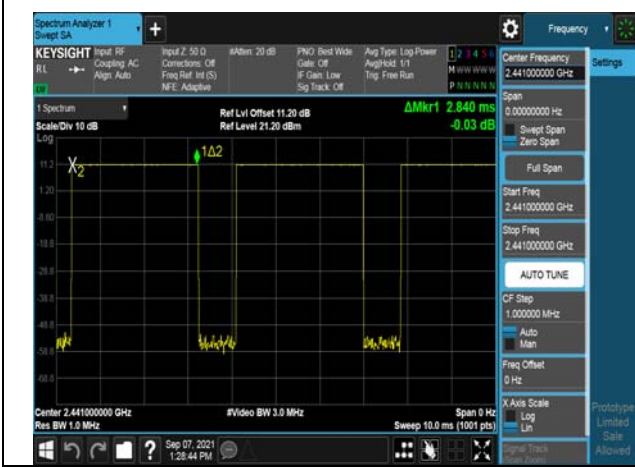 Spectrum Analyzer 1
Swept SA
+
Frequency
KEYSIGHT
RL
Input: RF
Coupling: AC
Align: Auto
Input Z: 50 Ω
Corrections: Off
Freq Ref: Int (S)
NFE: Adaptive
#Atten: 20 dB
PNO: Best Wide
Gate: Off
IF Gain: Low
Sig Track: Off
Avg Type: Log-Power
Avg|Hold: 1/1
Trig: Free Run
1 2 3 4 5 6
M W W W W W
P N N N N N
1 Spectrum
Scale/Div 10 dB
Log
Ref Lvl Offset 11.20 dB
Ref Level 21.20 dBm
ΔMkr1 2.840 ms
-0.03 dB
X2
1Δ2
11.2
1.20
-8.80
-18.8
-28.8
-38.8
-48.8
-58.8
-68.8
Center 2.441000000 GHz
Res BW 1.0 MHz
#Video BW 3.0 MHz
Span 0 Hz
Sweep 10.0 ms (1001 pts)
Center Frequency
2.441000000 GHz
Settings
Span
0.00000000 Hz
Swept Span
Zero Span
Full Span
Start Freq
2.441000000 GHz
Stop Freq
2.441000000 GHz
AUTO TUNE
CF Step
1.000000 MHz
Auto
Man
Freq Offset
0 Hz
X Axis Scale
Log
Lin
Signal Track
(Span Zoom)
Prototype
Limited
Sale
Allowed
?
Sep 07, 2021
1:28:44 PM